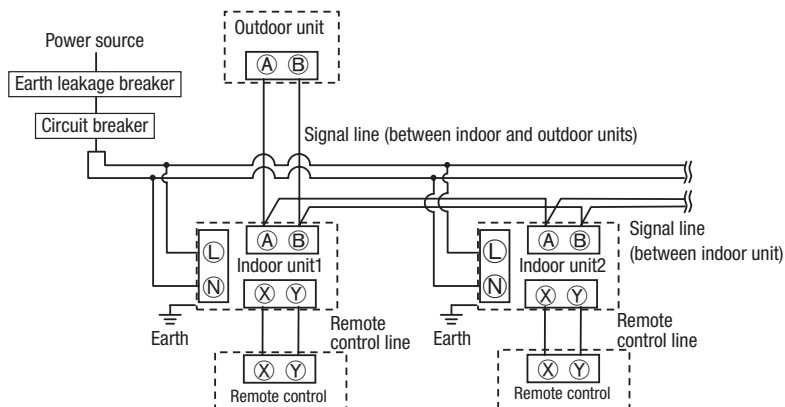 Outdoor unit
Power source
A B
Earth leakage breaker
Circuit breaker
Signal line (between indoor and outdoor units)
A B
L
Indoor unit1
N
X Y
Earth
Remote
control line
X Y
Remote control
A B
L
Indoor unit2
N
X Y
Earth
Remote
control line
X Y
Remote control
Signal line
(between indoor unit)